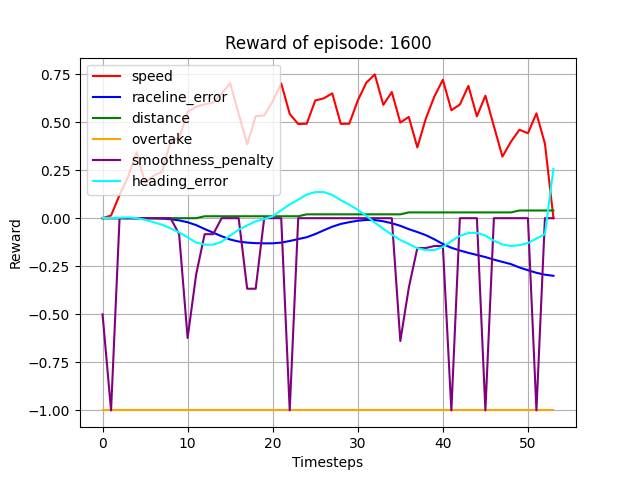 Reward of episode: 1600
speed
raceline_error
distance
overtake
smoothness_penalty
heading_error
Reward
0.75
0.50
0.25
0.00
−0.25
−0.50
−0.75
−1.00
0 10 20 30 40 50
Timesteps